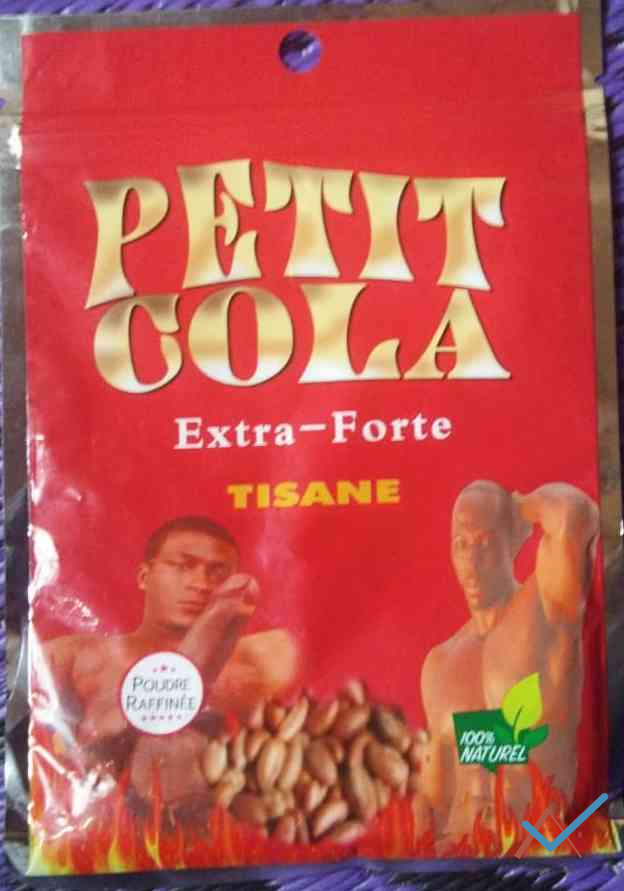 PETIT
COLA
Extra-Forte
TISANE
POUDRE
RAFFINÉE
100%
NATUREL